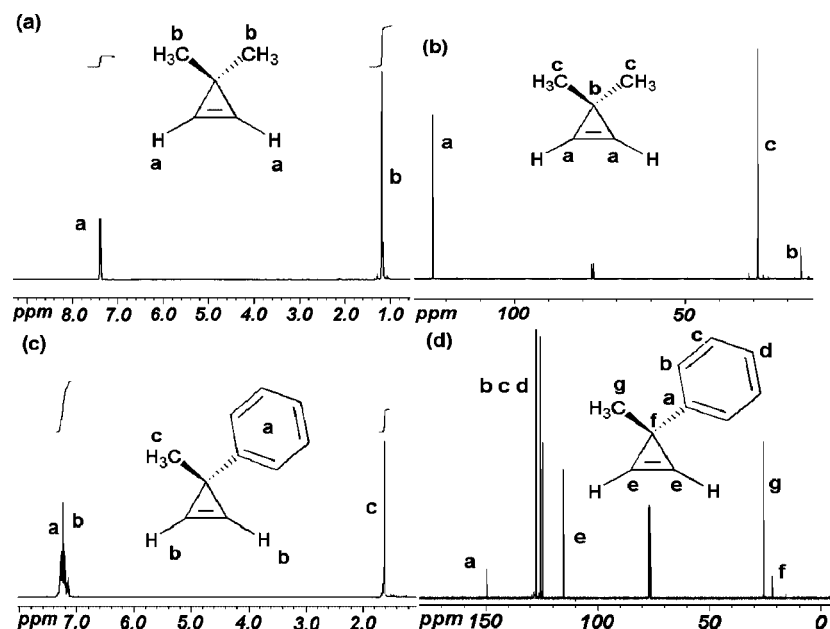 (a)
b b
H₃C CH₃
H H
a a
a
b
ppm 8.0 7.0 6.0 5.0 4.0 3.0 2.0 1.0
(b)
c c
H₃C b CH₃
H a a H
a
c
b
ppm 100 50
(c)
a
c
H₃C
H H
b b
a b
c
ppm 7.0 6.0 5.0 4.0 3.0 2.0
(d)
b c d
c
b d
g a
H₃C f
H e e H
a
e
g
f
ppm 150 100 50 0